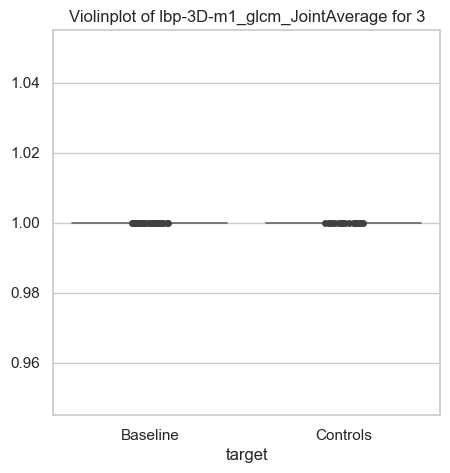 Violinplot of lbp-3D-m1_glcm_JointAverage for 3
1.04
1.02
1.00
0.98
0.96
Baseline Controls
target